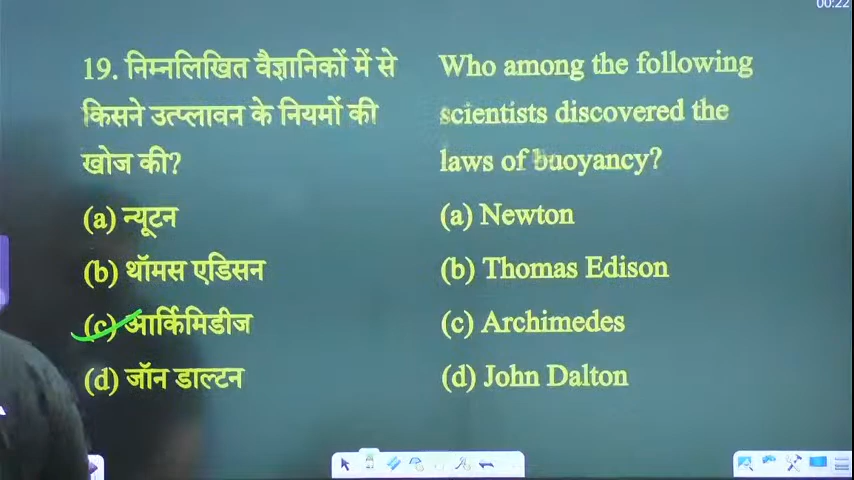 00:22
19. निम्नलिखित वैज्ञानिकों में से
किसने उत्प्लावन के नियमों की
खोज की?
(a) न्यूटन
(b) थॉमस एडिसन
(c) आर्किमिडीज
(d) जॉन डाल्टन
Who among the following
scientists discovered the
laws of buoyancy?
(a) Newton
(b) Thomas Edison
(c) Archimedes
(d) John Dalton